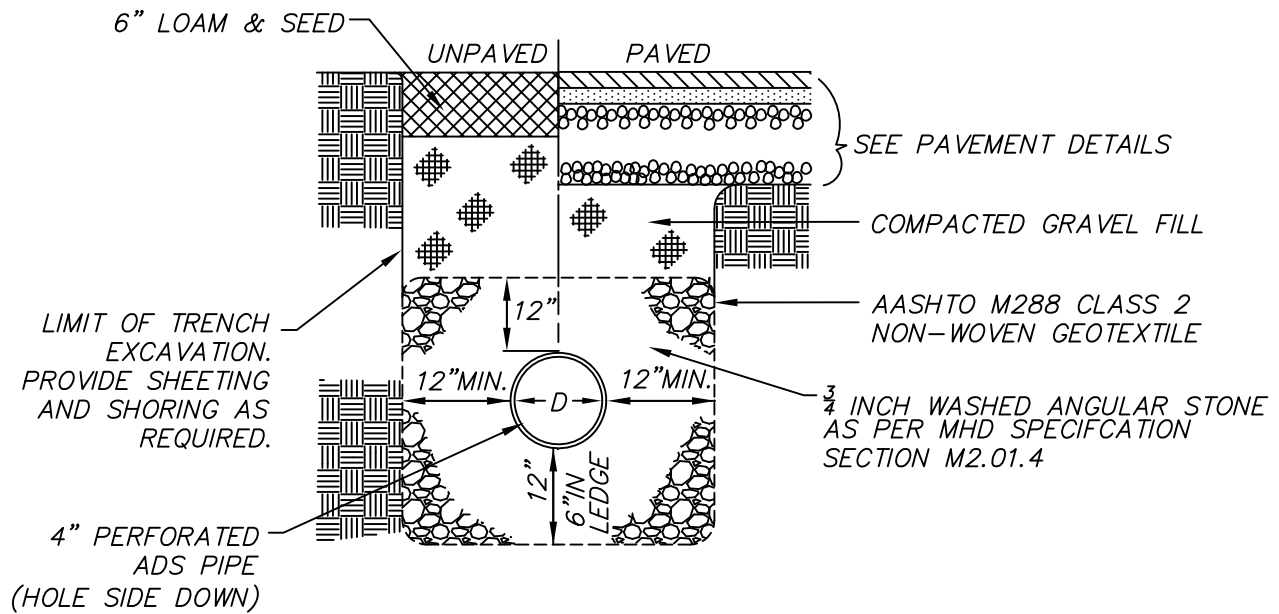 6" LOAM & SEED
UNPAVED
PAVED
SEE PAVEMENT DETAILS
COMPACTED GRAVEL FILL
AASHTO M288 CLASS 2
NON-WOVEN GEOTEXTILE
LIMIT OF TRENCH
EXCAVATION.
PROVIDE SHEETING
AND SHORING AS
REQUIRED.
12"
12"MIN.
D
12"MIN.
3/4 INCH WASHED ANGULAR STONE
AS PER MHD SPECIFCATION
SECTION M2.01.4
12"
6"IN
LEDGE
4" PERFORATED
ADS PIPE
(HOLE SIDE DOWN)